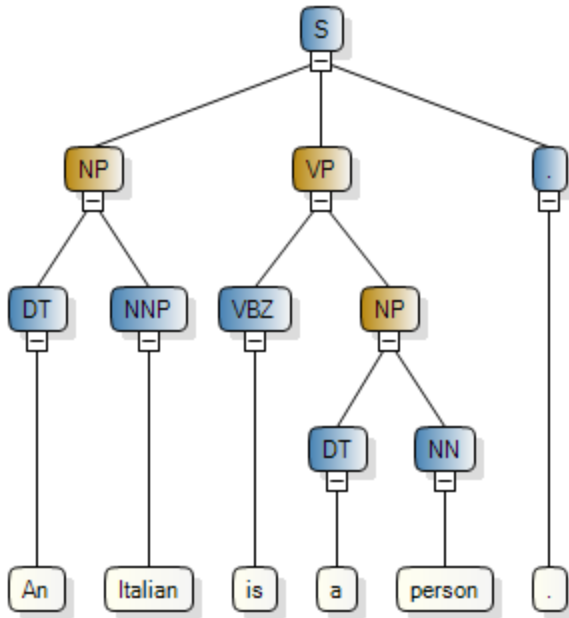 S
NP VP .
DT NNP VBZ NP
DT NN
An Italian is a person .